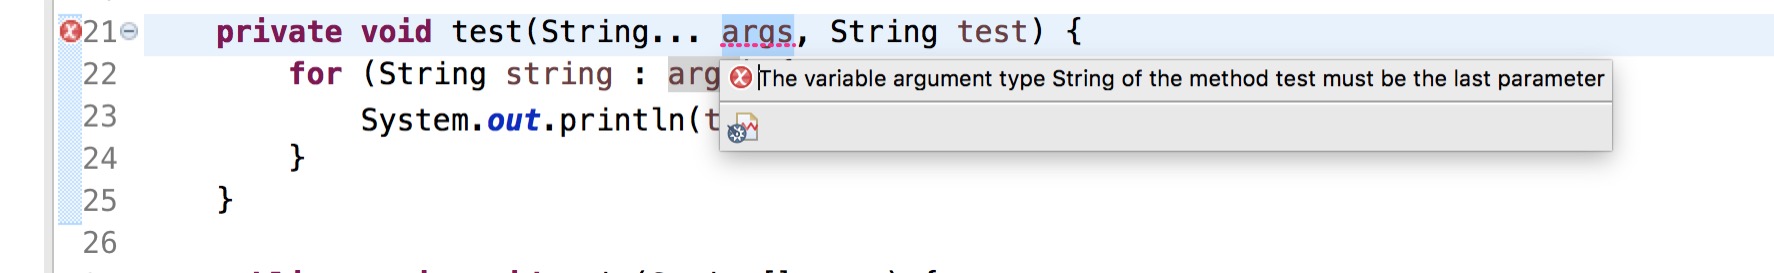 21 private void test(String... args, String test) {
22 for (String string : arg
The variable argument type String of the method test must be the last parameter
23 System.out.println(t
24 }
25 }
26